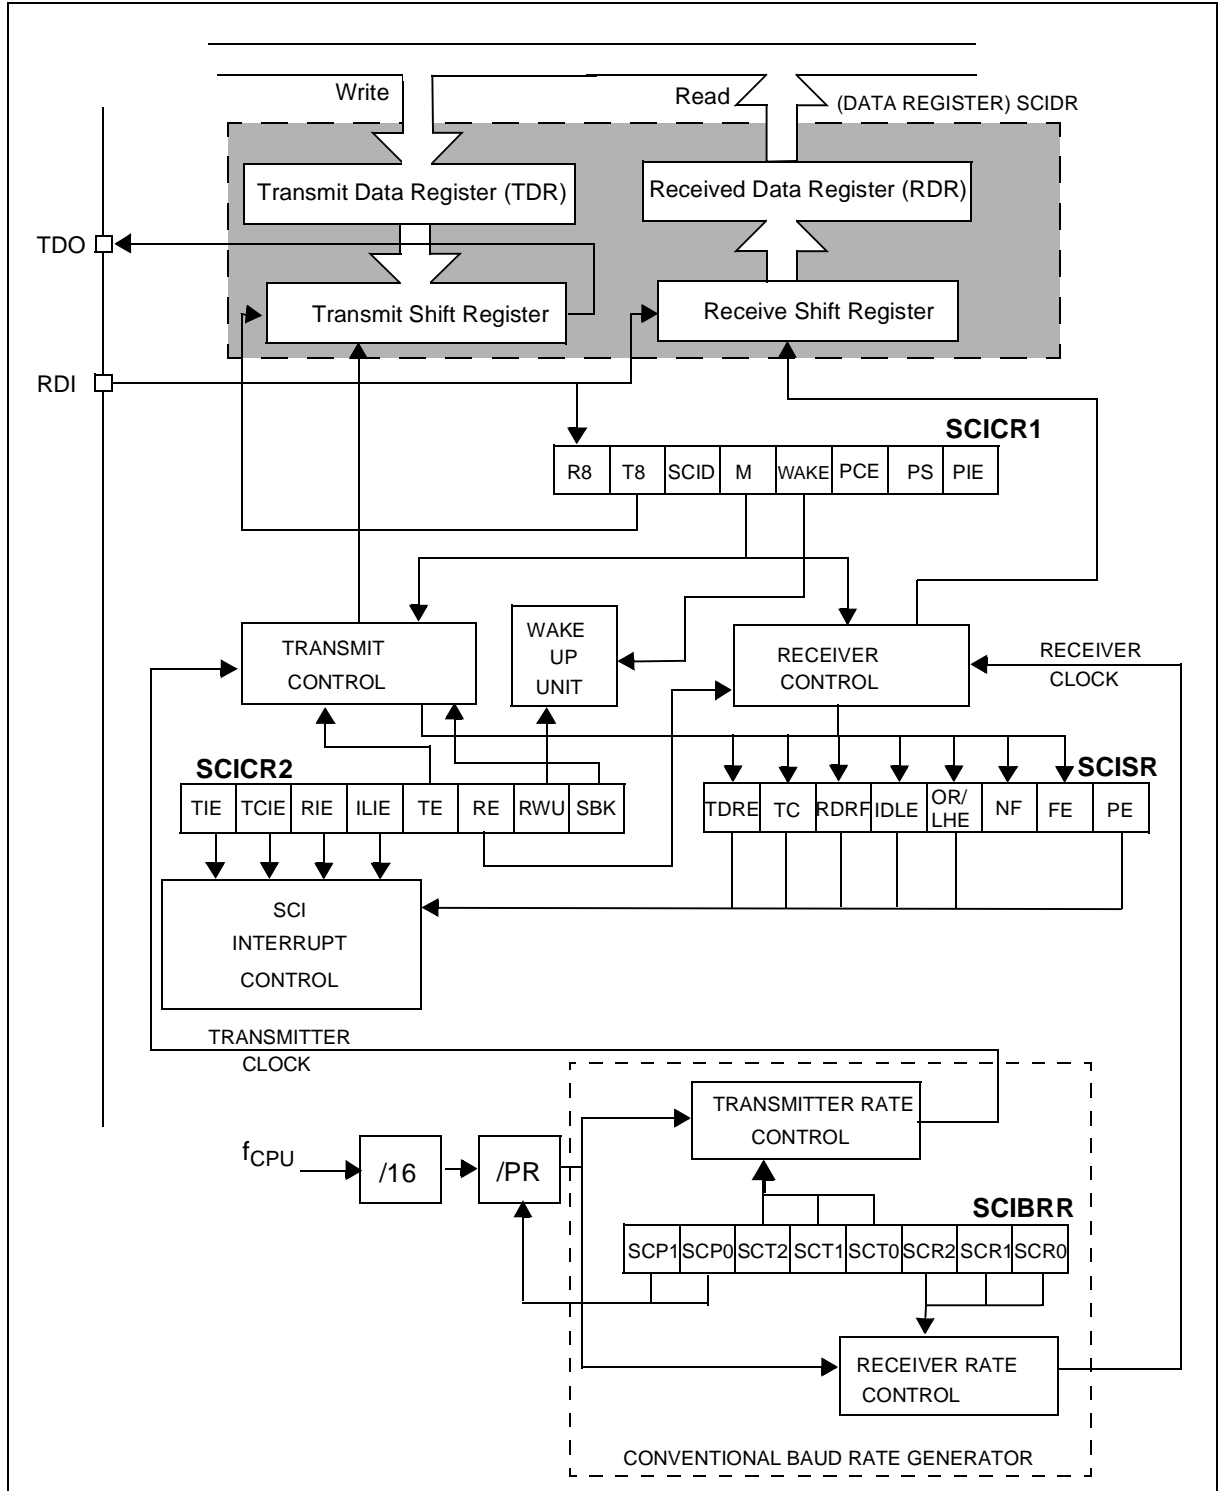 Write
Read
(DATA REGISTER) SCIDR
Transmit Data Register (TDR)
Received Data Register (RDR)
TDO
Transmit Shift Register
Receive Shift Register
RDI
SCICR1
R8 T8 SCID M WAKE PCE PS PIE
TRANSMIT
CONTROL
WAKE
UP
UNIT
RECEIVER
CONTROL
RECEIVER
CLOCK
SCICR2
SCISR
TIE TCIE RIE ILIE TE RE RWU SBK
TDRE TC RDRF IDLE OR/
LHE NF FE PE
SCI
INTERRUPT
CONTROL
TRANSMITTER
CLOCK
TRANSMITTER RATE
CONTROL
fCPU
/16
/PR
SCIBRR
SCP1 SCP0 SCT2 SCT1 SCT0 SCR2 SCR1 SCR0
RECEIVER RATE
CONTROL
CONVENTIONAL BAUD RATE GENERATOR